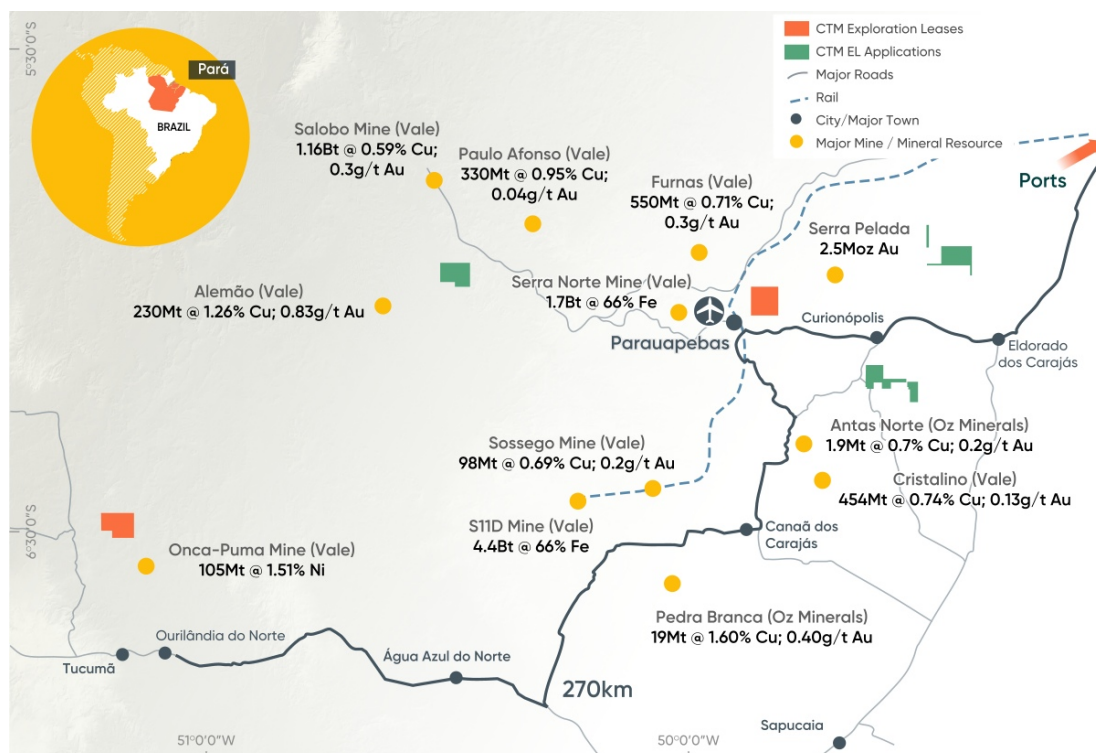 5°30'0"S
Pará
BRAZIL
CTM Exploration Leases
CTM EL Applications
Major Roads
Rail
City/Major Town
Major Mine / Mineral Resource
Salobo Mine (Vale)
1.16Bt @ 0.59% Cu;
0.3g/t Au
Paulo Afonso (Vale)
330Mt @ 0.95% Cu;
0.04g/t Au
Furnas (Vale)
550Mt @ 0.71% Cu;
0.3g/t Au
Ports
Serra Pelada
2.5Moz Au
Alemão (Vale)
230Mt @ 1.26% Cu; 0.83g/t Au
Serra Norte Mine (Vale)
1.7Bt @ 66% Fe
Parauapebas
Curionópolis
Eldorado
dos Carajás
Antas Norte (Oz Minerals)
1.9Mt @ 0.7% Cu; 0.2g/t Au
Sossego Mine (Vale)
98Mt @ 0.69% Cu; 0.2g/t Au
Cristalino (Vale)
454Mt @ 0.74% Cu; 0.13g/t Au
6°30'0"S
S11D Mine (Vale)
4.4Bt @ 66% Fe
Canaã dos
Carajás
Onca-Puma Mine (Vale)
105Mt @ 1.51% Ni
Pedra Branca (Oz Minerals)
19Mt @ 1.60% Cu; 0.40g/t Au
Ourilândia do Norte
Tucumã
Água Azul do Norte
270km
Sapucaia
51°0'0"W
50°0'0"W